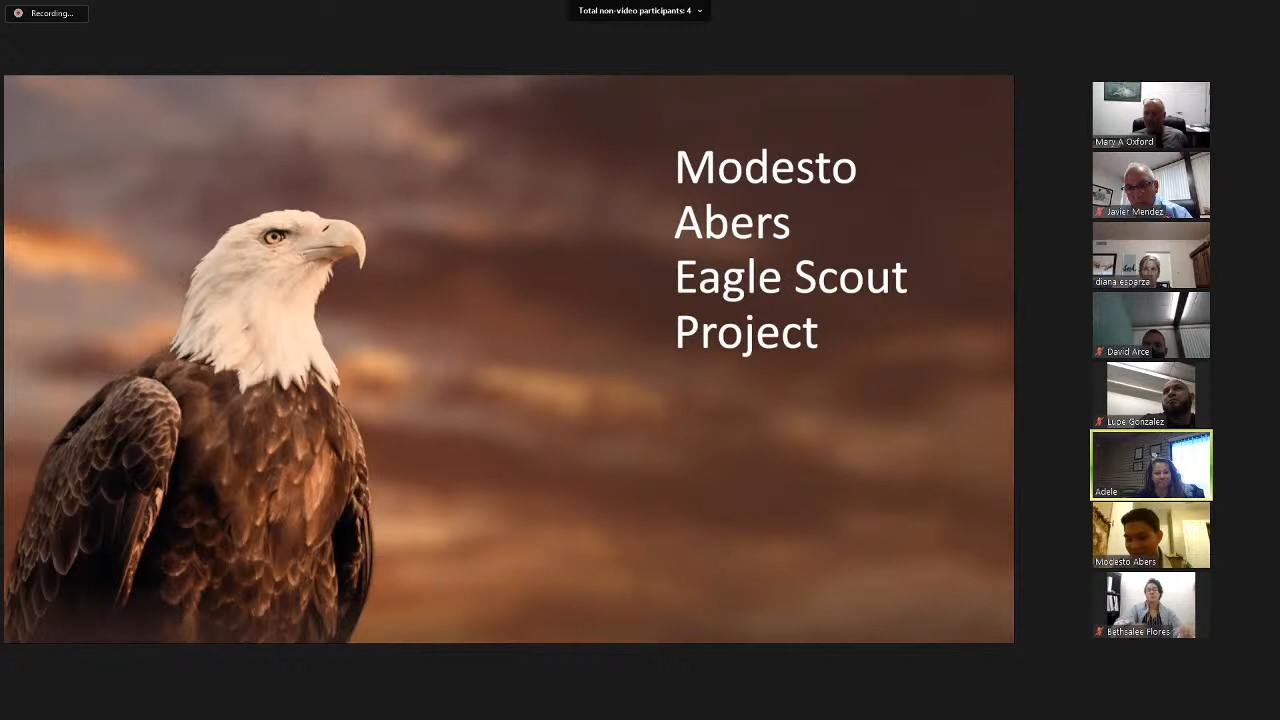 Recording...
Total non-video participants: 4
Modesto
Abers
Eagle Scout
Project
Mary A Oxford
Javier Mendez
diana esparza
David Arce
Lupe Gonzalez
Adele
Modesto Abers
Bethsalee Flores